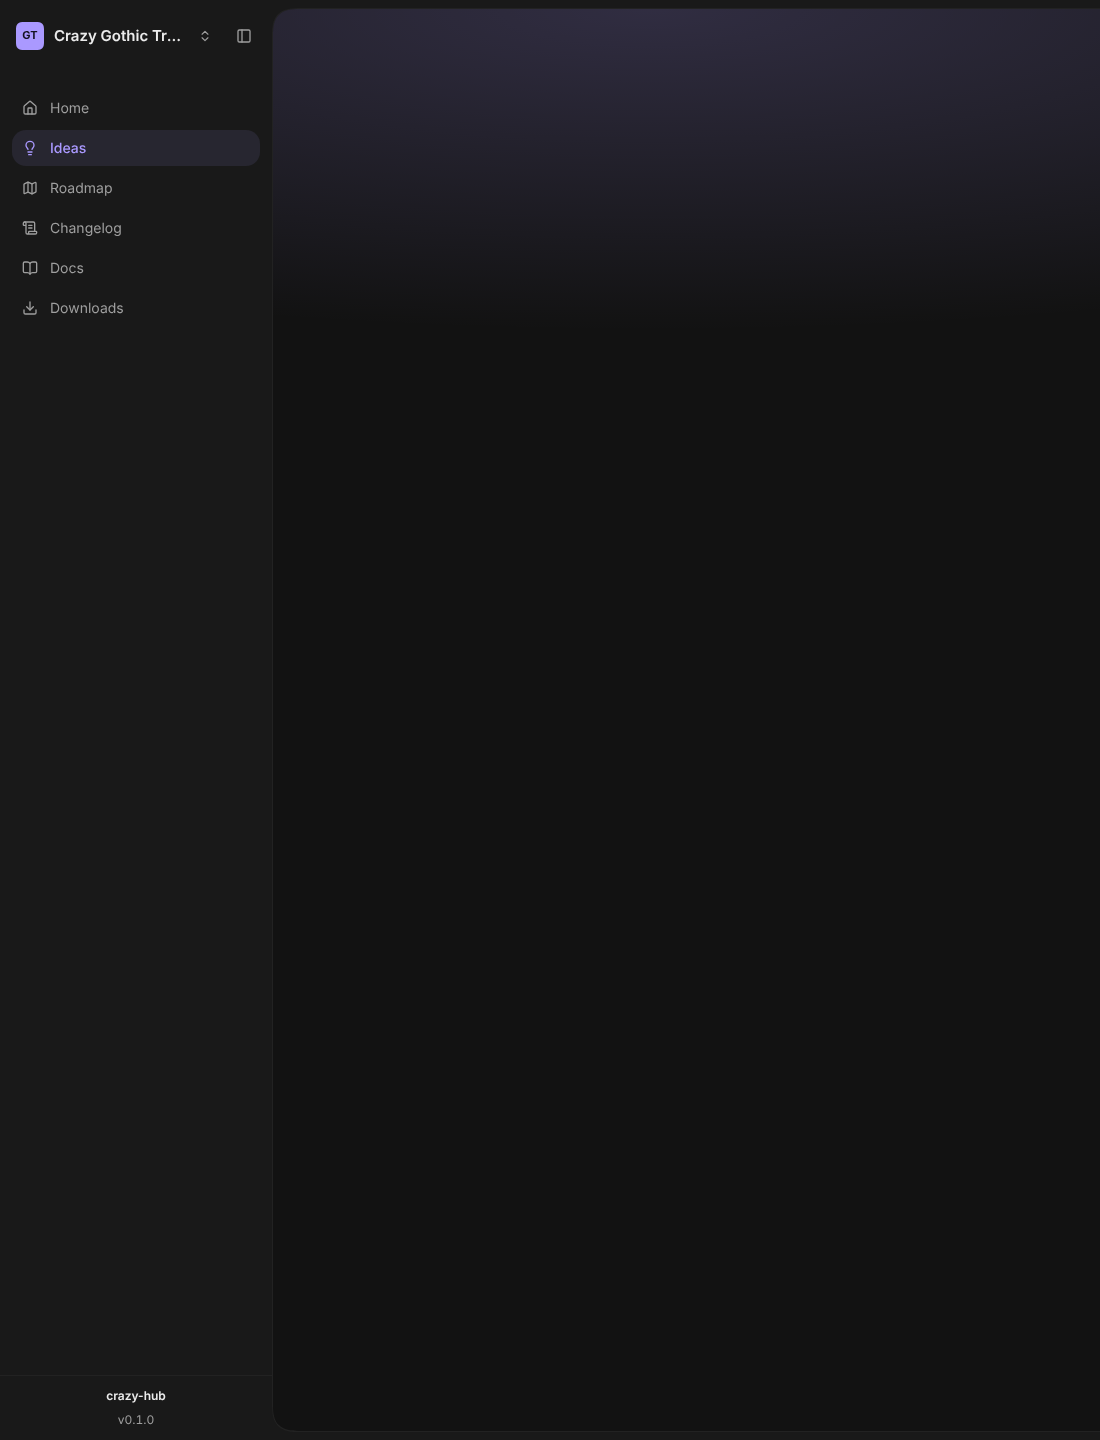 GT
Crazy Gothic Tr...
Home
Ideas
Roadmap
Changelog
Docs
Downloads
crazy-hub
v0.1.0